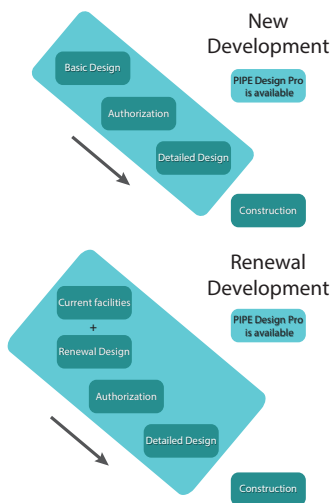 New
Development
Basic Design
PIPE Design Pro
is available
Authorization
Detailed Design
Construction
Renewal
Development
Current facilities
+
PIPE Design Pro
is available
Renewal Design
Authorization
Detailed Design
Construction